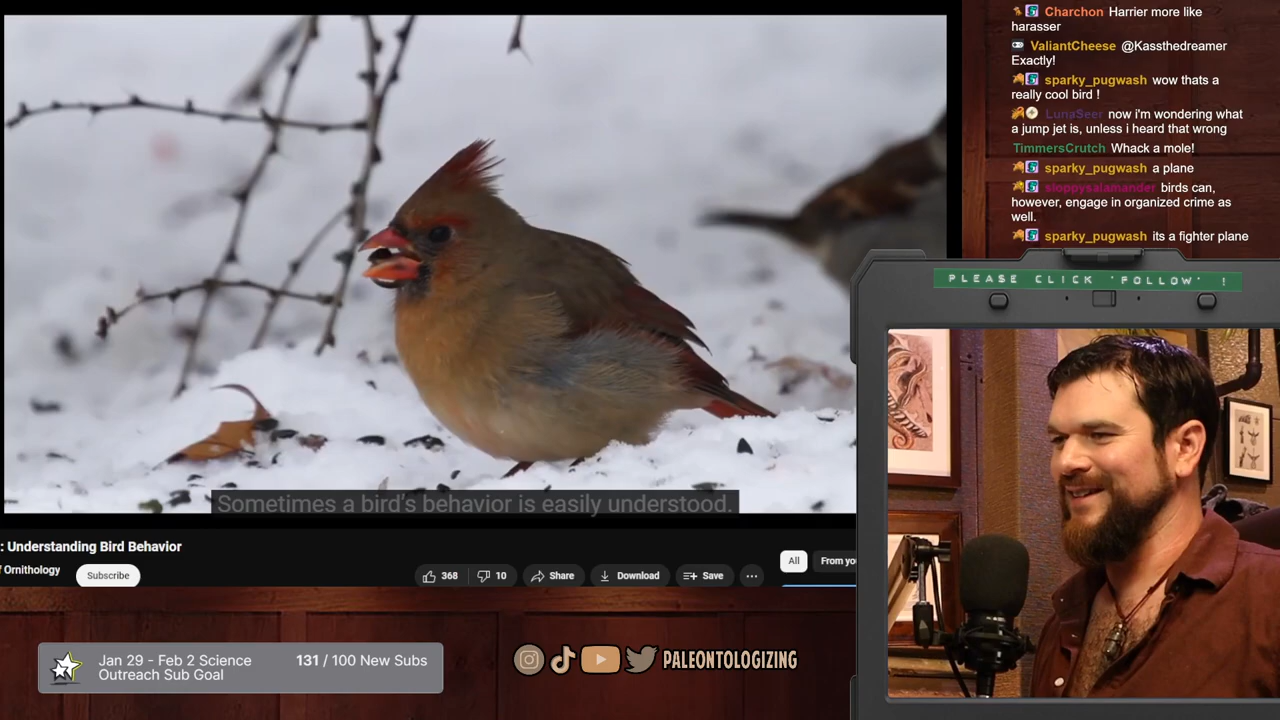 Charchon Harrier more like
harasser
ValiantCheese @Kassthedreamer
Exactly!
sparky_pugwash wow thats a
really cool bird !
LunaSeer now i'm wondering what
a jump jet is, unless i heard that wrong
TimmersCrutch Whack a mole!
sparky_pugwash a plane
sloppysalamander birds can,
however, engage in organized crime as
well.
sparky_pugwash its a fighter plane
PLEASE CLICK 'FOLLOW' !
Sometimes a bird's behavior is easily understood.
: Understanding Bird Behavior
Ornithology
Subscribe
368
10
Share
Download
Save
...
All
From yo
Jan 29 - Feb 2 Science
Outreach Sub Goal
131 / 100 New Subs
PALEONTOLOGIZING